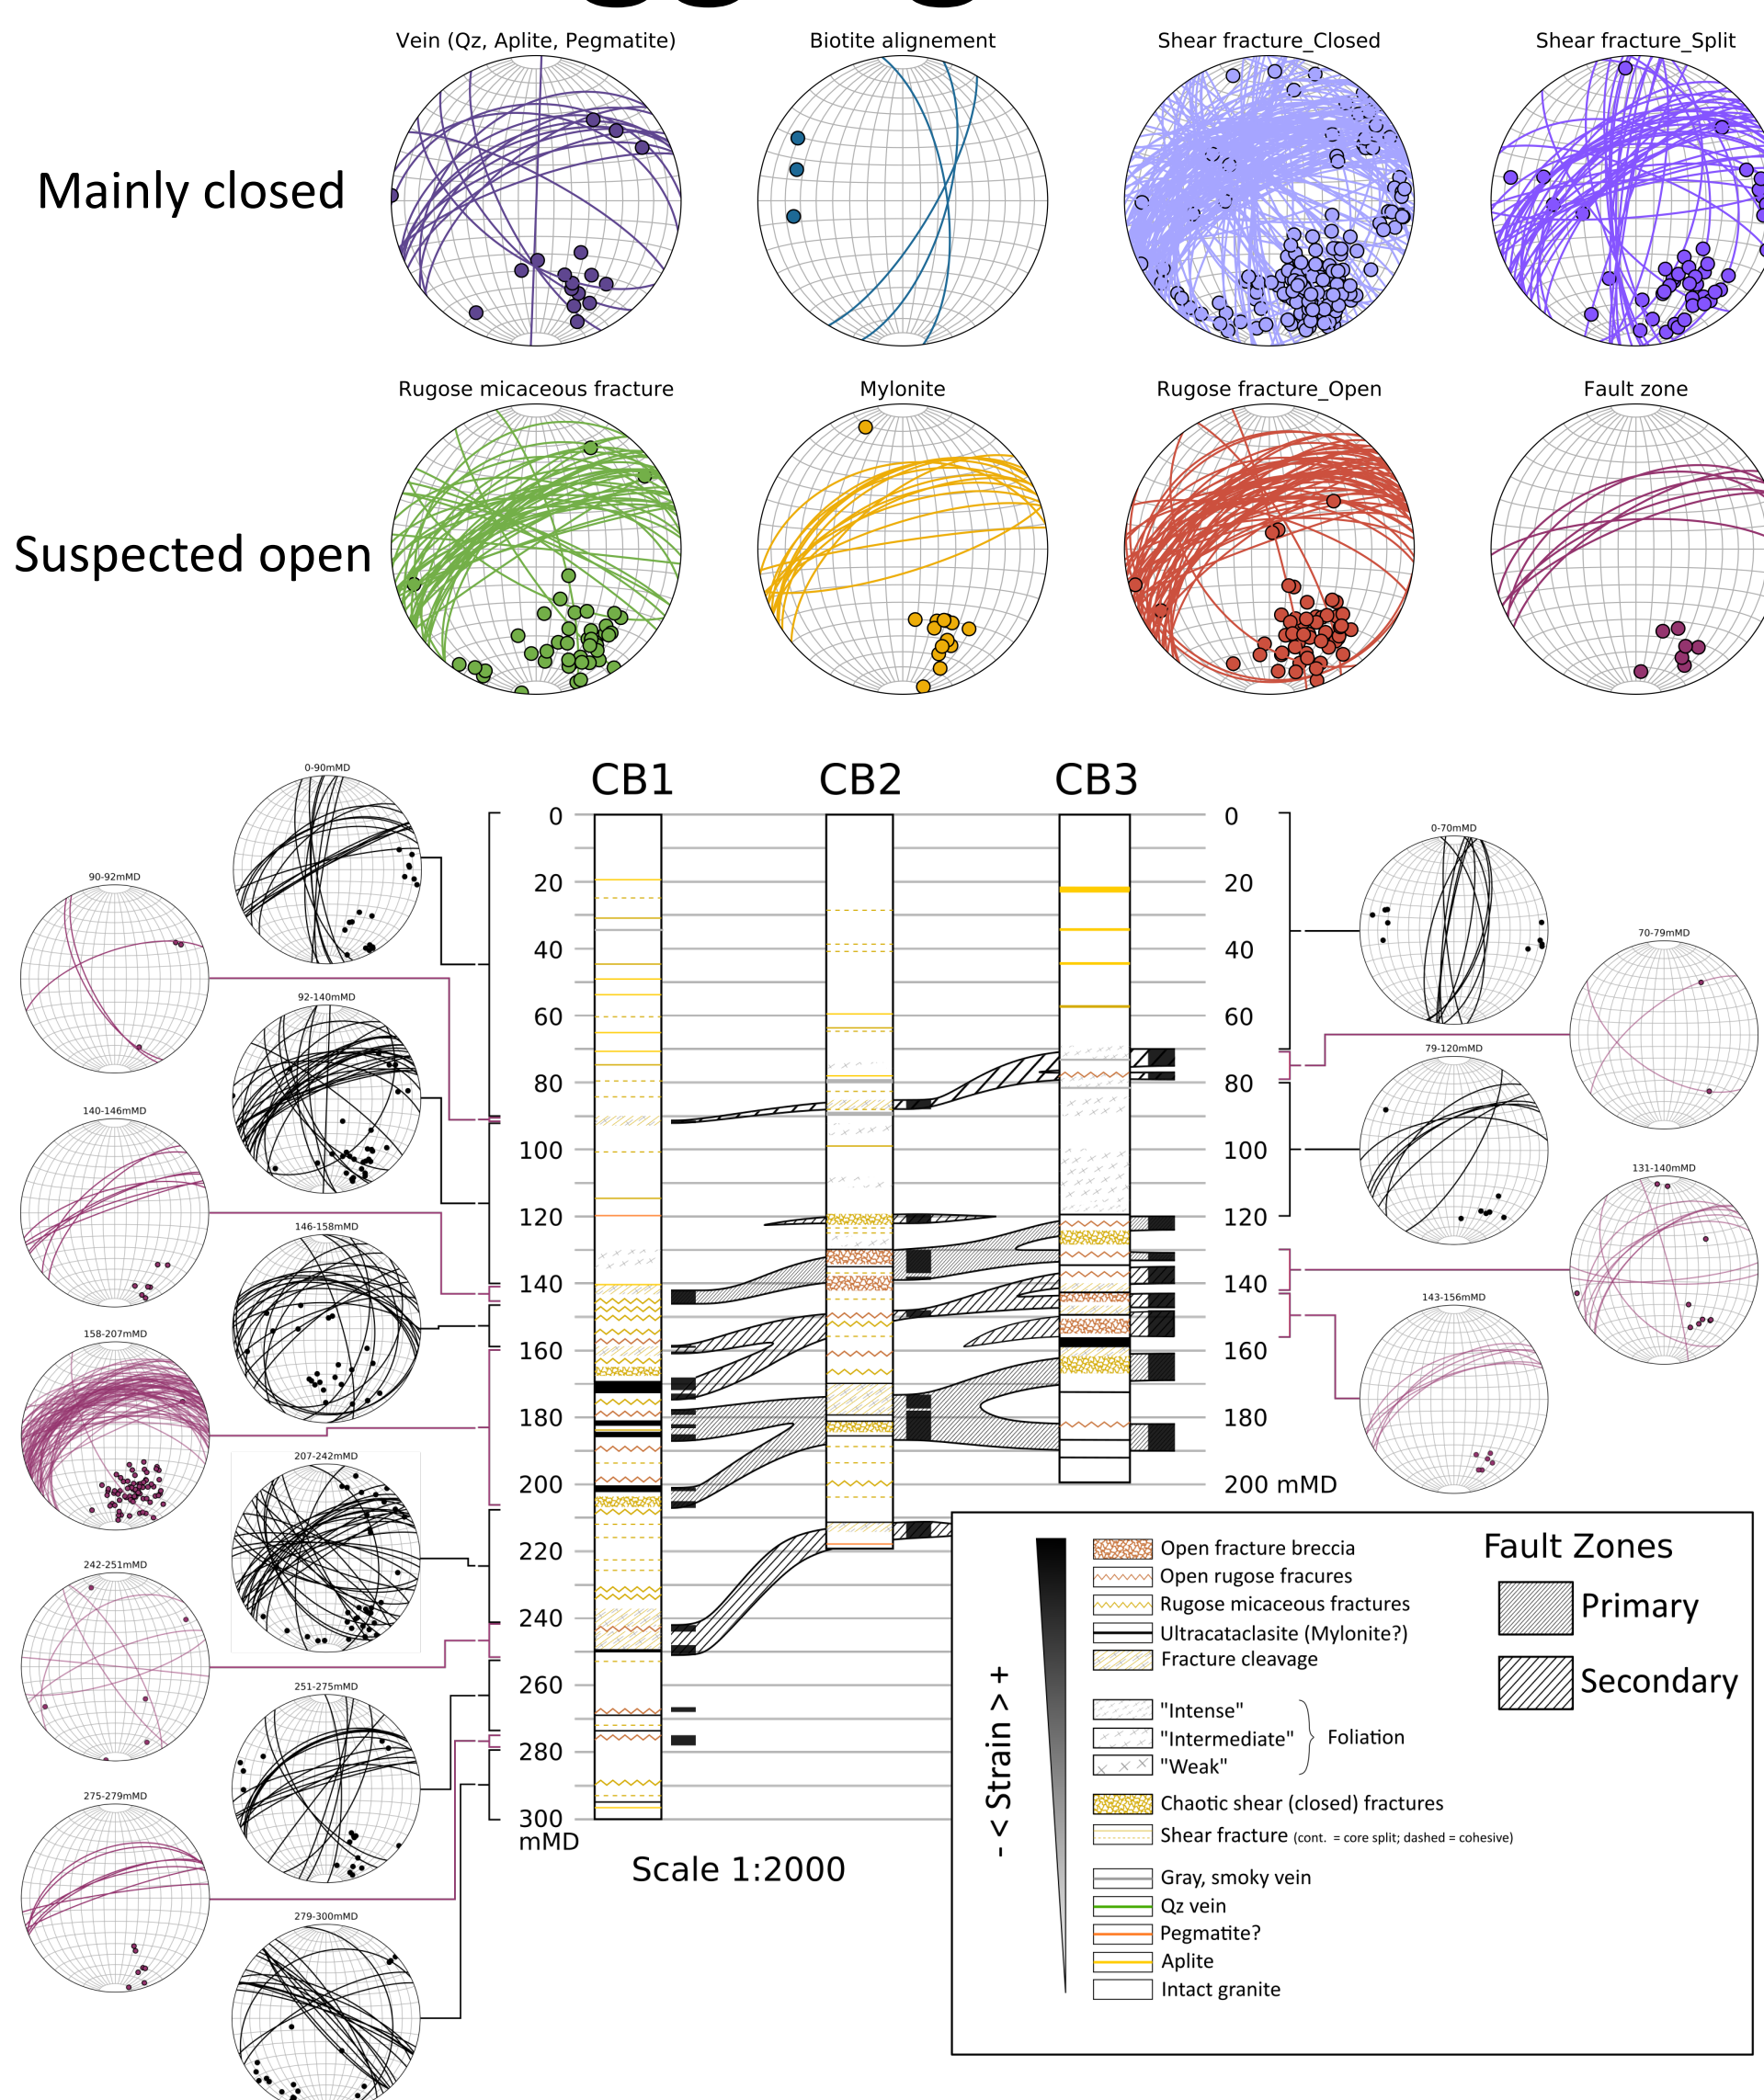 Vein (Qz, Aplite, Pegmatite)
Biotite alignement
Shear fracture_Closed
Shear fracture_Split
Mainly closed
Rugose micaceous fracture
Mylonite
Rugose fracture_Open
Fault zone
Suspected open
CB1
CB2
CB3
0-90mMD
90-92mMD
92-140mMD
140-146mMD
146-158mMD
158-207mMD
207-242mMD
242-251mMD
251-275mMD
275-279mMD
279-300mMD
0
20
40
60
80
100
120
140
160
180
200
220
240
260
280
300
mMD
0
20
40
60
80
100
120
140
160
180
200 mMD
0-70mMD
70-79mMD
79-120mMD
131-140mMD
143-156mMD
Scale 1:2000
- < Strain > +
Open fracture breccia
Open rugose fracures
Rugose micaceous fractures
Ultracataclasite (Mylonite?)
Fracture cleavage
"Intense"
"Intermediate"
"Weak"
Foliation
Chaotic shear (closed) fractures
Shear fracture (cont. = core split; dashed = cohesive)
Gray, smoky vein
Qz vein
Pegmatite?
Aplite
Intact granite
Fault Zones
Primary
Secondary